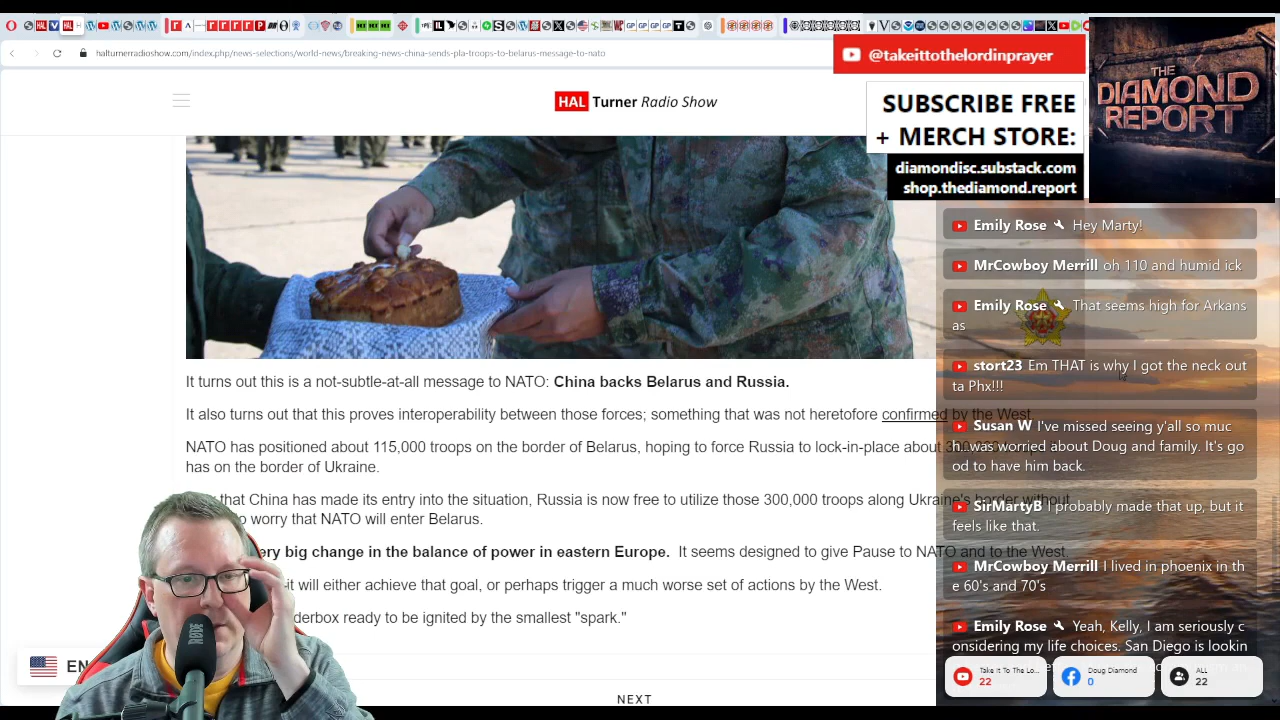 halturnerradioshow.com/index.php/news-selections/world-news/breaking-news-china-sends-pla-troops-to-belarus-message-to-nato
@takeittothelordinprayer
THE
DIAMOND
REPORT
HAL Turner Radio Show
SUBSCRIBE FREE
+ MERCH STORE:
diamondisc.substack.com
shop.thediamond.report
Emily Rose Hey Marty!
MrCowboy Merrill oh 110 and humid ick
Emily Rose That seems high for Arkans
as
stort23 Em THAT is why I got the neck out
ta Phx!!!
Susan W I've missed seeing y'all so muc
h..was worried about Doug and family. It's go
od to have him back.
SirMartyB I probably made that up, but it
feels like that.
MrCowboy Merrill I lived in phoenix in th
e 60's and 70's
Emily Rose Yeah, Kelly, I am seriously c
onsidering my life choices. San Diego is lookin
It turns out this is a not-subtle-at-all message to NATO: China backs Belarus and Russia.
It also turns out that this proves interoperability between those forces; something that was not heretofore confirmed by the West.
NATO has positioned about 115,000 troops on the border of Belarus, hoping to force Russia to lock-in-place about
has on the border of Ukraine.
that China has made its entry into the situation, Russia is now free to utilize those 300,000 troops along Ukraine's border without
o worry that NATO will enter Belarus.
ery big change in the balance of power in eastern Europe. It seems designed to give Pause to NATO and to the West.
it will either achieve that goal, or perhaps trigger a much worse set of actions by the West.
derbox ready to be ignited by the smallest "spark."
EN
NEXT
Take It To The Lo...
22
Doug Diamond
0
ALL
22